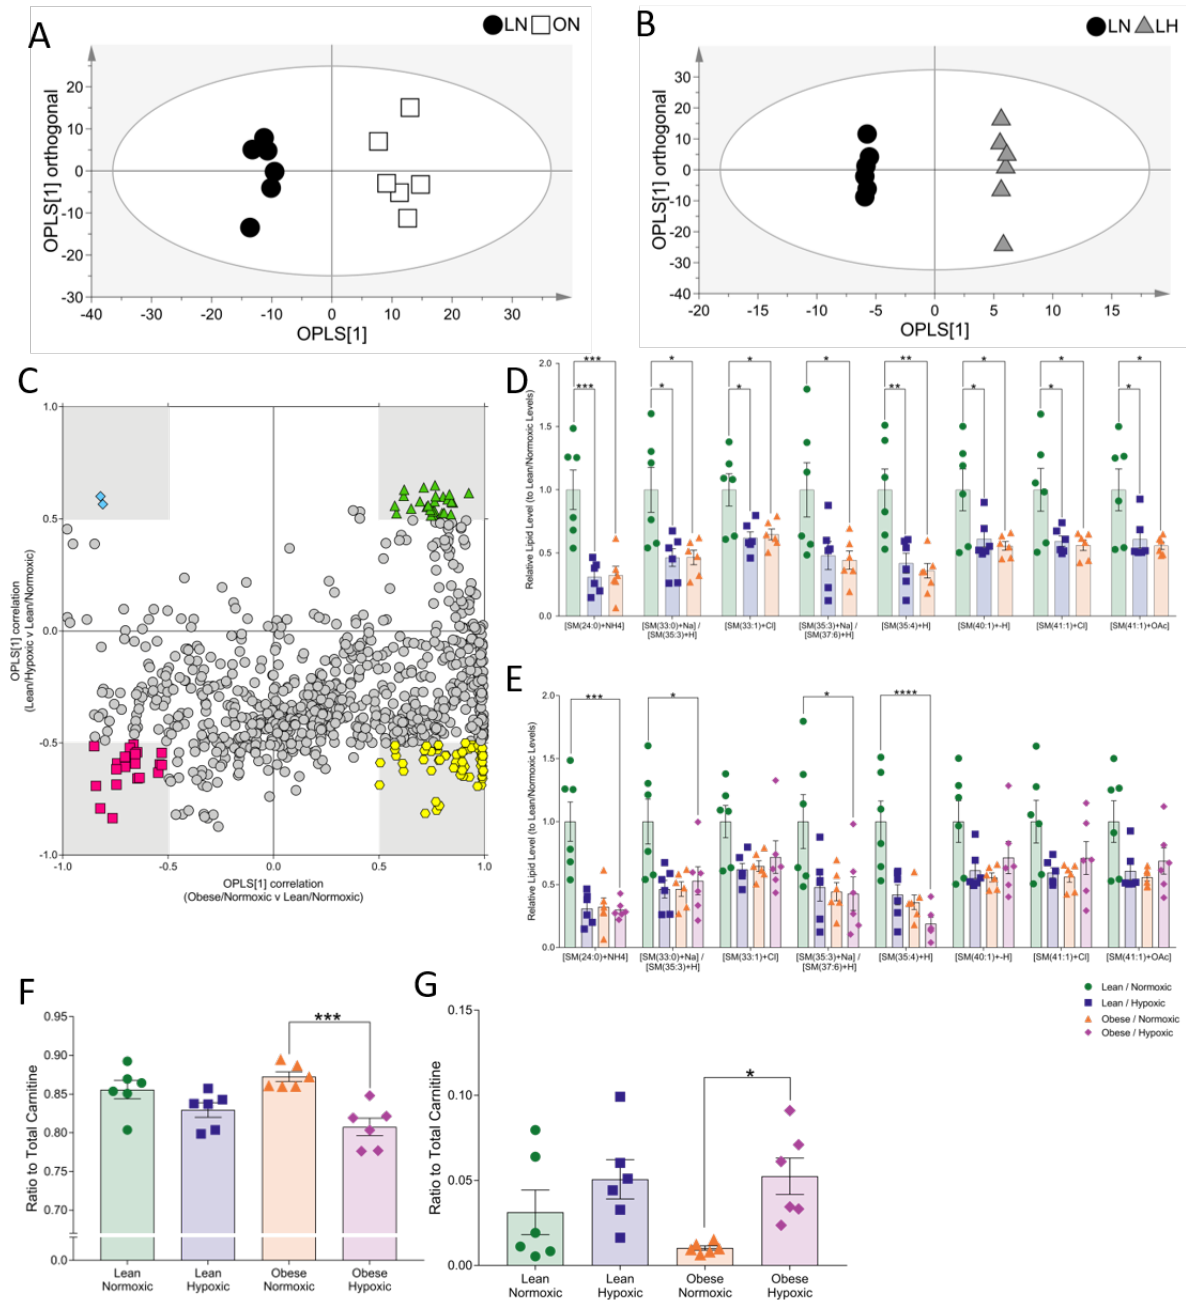 A
LN ON
OPLS[1] orthogonal
20
10
0
-10
-20
-30
-40 -30 -20 -10 0 10 20 30
OPLS[1]
B
LN LH
OPLS[1] orthogonal
30
20
10
0
-10
-20
-30
-40
-20 -15 -10 -5 0 5 10 15
OPLS[1]
C
OPLS[1] correlation
(Lean/Hypoxic v Lean/Normoxic)
1.0
0.5
0.0
-0.5
-1.0
-1.0 -0.5 0.0 0.5 1.0
OPLS[1] correlation
(Obese/Normoxic v Lean/Normoxic)
D
Relative Lipid Level (to Lean/Normoxic Levels)
2.0
1.5
1.0
0.5
0.0
*** * * * ** * * *
*** * * ** * * *
[SM(24:0)+NH4] [SM(33:0)+Na] / [SM(33:1)+Cl] [SM(35:3)+Na] / [SM(35:4)+H] [SM(40:1)+-H] [SM(41:1)+Cl] [SM(41:1)+OAc]
[SM(35:3)+H] [SM(37:6)+H]
E
Relative Lipid Level (to Lean/Normoxic Levels)
2.0
1.5
1.0
0.5
0.0
*** * * ****
[SM(24:0)+NH4] [SM(33:0)+Na] / [SM(33:1)+Cl] [SM(35:3)+Na] / [SM(35:4)+H] [SM(40:1)+-H] [SM(41:1)+Cl] [SM(41:1)+OAc]
[SM(35:3)+H] [SM(37:6)+H]
Lean / Normoxic
Lean / Hypoxic
Obese / Normoxic
Obese / Hypoxic
F
Ratio to Total Carnitine
0.95
0.90
0.85
0.80
0.75
0.70
0.0
***
Lean Lean Obese Obese
Normoxic Hypoxic Normoxic Hypoxic
G
Ratio to Total Carnitine
0.15
0.10
0.05
0.00
*
Lean Lean Obese Obese
Normoxic Hypoxic Normoxic Hypoxic